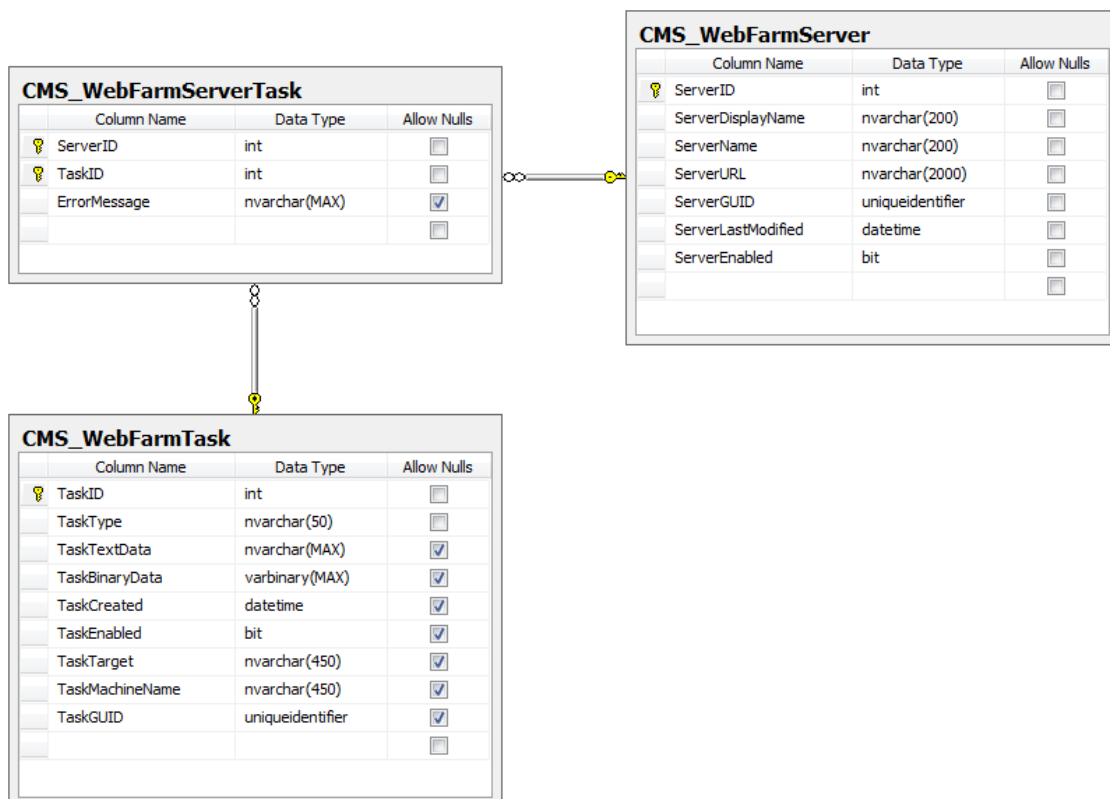 CMS_WebFarmServerTask
Column Name Data Type Allow Nulls
ServerID int
TaskID int
ErrorMessage nvarchar(MAX)
CMS_WebFarmServer
Column Name Data Type Allow Nulls
ServerID int
ServerDisplayName nvarchar(200)
ServerName nvarchar(200)
ServerURL nvarchar(2000)
ServerGUID uniqueidentifier
ServerLastModified datetime
ServerEnabled bit
CMS_WebFarmTask
Column Name Data Type Allow Nulls
TaskID int
TaskType nvarchar(50)
TaskTextData nvarchar(MAX)
TaskBinaryData varbinary(MAX)
TaskCreated datetime
TaskEnabled bit
TaskTarget nvarchar(450)
TaskMachineName nvarchar(450)
TaskGUID uniqueidentifier